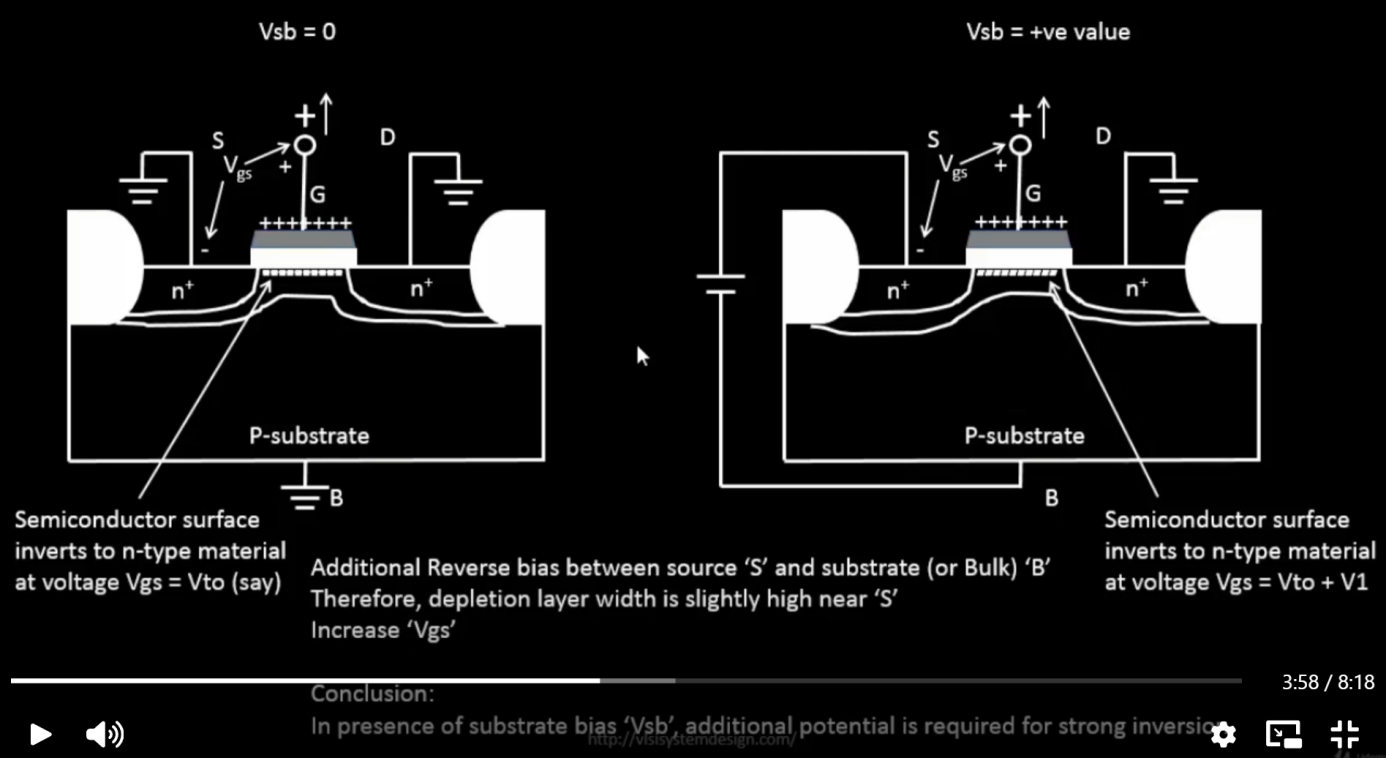 Vsb = 0
Vsb = +ve value
+
S
D
Vgs
+
G
+++++++
-
n+
n+
P-substrate
B
+
S
D
Vgs
+
G
+++++++
-
n+
n+
P-substrate
B
Semiconductor surface
inverts to n-type material
at voltage Vgs = Vto (say)
Additional Reverse bias between source ‘S’ and substrate (or Bulk) ‘B’
Therefore, depletion layer width is slightly high near ‘S’
Increase ‘Vgs’
Semiconductor surface
inverts to n-type material
at voltage Vgs = Vto + V1
3:58 / 8:18
Conclusion:
In presence of substrate bias ‘Vsb’, additional potential is required for strong
http://vlsisystemdesign.com/